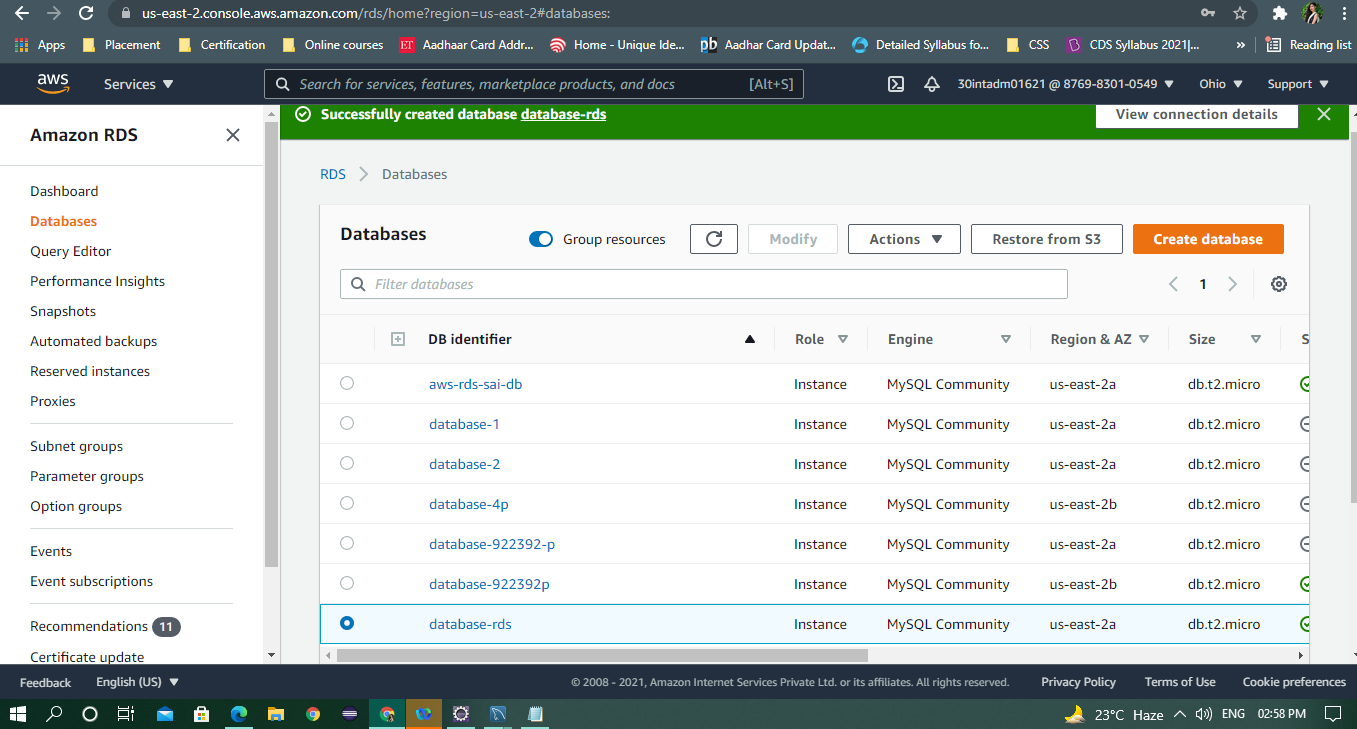 us-east-2.console.aws.amazon.com/rds/home?region=us-east-2#databases:
Apps Placement Certification Online courses ET Aadhaar Card Addr... Home - Unique Ide... pb Aadhar Card Updat... Detailed Syllabus fo... CSS CDS Syllabus 2021|... » Reading list
aws Services ▼ Search for services, features, marketplace products, and docs [Alt+S] 30intadm01621 @ 8769-8301-0549 ▼ Ohio ▼ Support ▼
Successfully created database database-rds View connection details
Amazon RDS
Dashboard
Databases
Query Editor
Performance Insights
Snapshots
Automated backups
Reserved instances
Proxies
Subnet groups
Parameter groups
Option groups
Events
Event subscriptions
Recommendations 11
Certificate update
RDS > Databases
Databases Group resources Modify Actions ▼ Restore from S3 Create database
Filter databases < 1 >
DB identifier Role Engine Region & AZ Size S
aws-rds-sai-db Instance MySQL Community us-east-2a db.t2.micro
database-1 Instance MySQL Community us-east-2a db.t2.micro
database-2 Instance MySQL Community us-east-2a db.t2.micro
database-4p Instance MySQL Community us-east-2b db.t2.micro
database-922392-p Instance MySQL Community us-east-2a db.t2.micro
database-922392p Instance MySQL Community us-east-2b db.t2.micro
database-rds Instance MySQL Community us-east-2a db.t2.micro
Feedback English (US) ▼ © 2008 - 2021, Amazon Internet Services Private Ltd. or its affiliates. All rights reserved. Privacy Policy Terms of Use Cookie preferences
23°C Haze ENG 02:58 PM